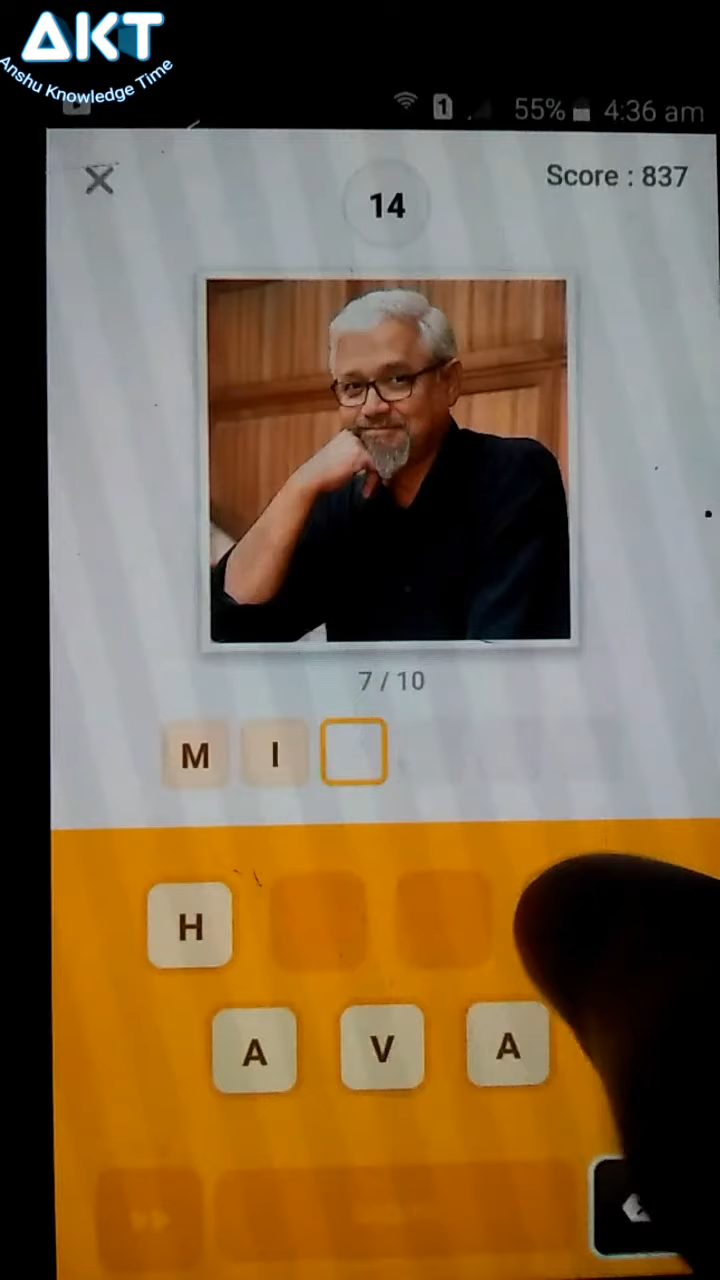 AKT
Anshu Knowledge Time
1 55% 4:36 am
14
Score : 837
7 / 10
M I
H
A V A